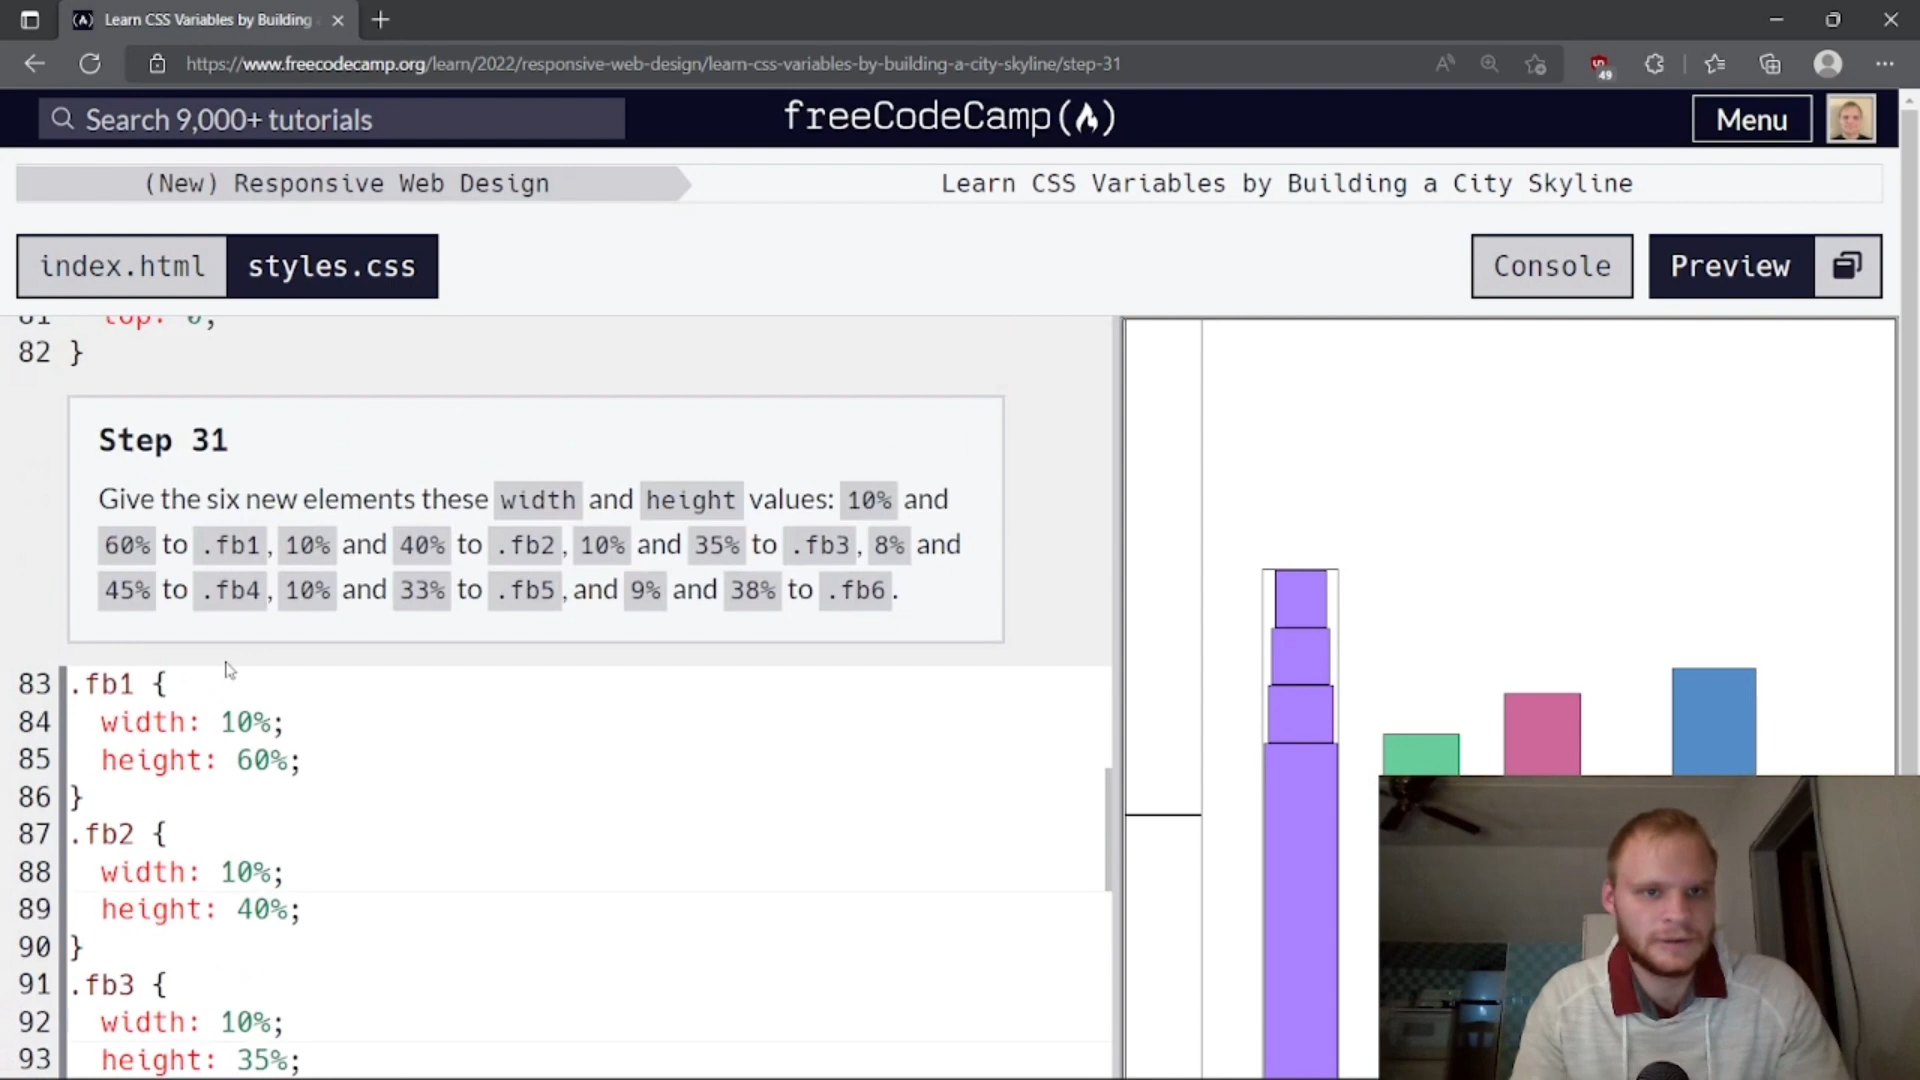 Learn CSS Variables by Building
https://www.freecodecamp.org/learn/2022/responsive-web-design/learn-css-variables-by-building-a-city-skyline/step-31
49
Search 9,000+ tutorials
freeCodeCamp(🔥)
Menu
(New) Responsive Web Design
Learn CSS Variables by Building a City Skyline
index.html
styles.css
Console
Preview
81 top: 0;
82 }
Step 31
Give the six new elements these width and height values: 10% and
60% to .fb1, 10% and 40% to .fb2, 10% and 35% to .fb3, 8% and
45% to .fb4, 10% and 33% to .fb5, and 9% and 38% to .fb6.
83 .fb1 {
84 width: 10%;
85 height: 60%;
86 }
87 .fb2 {
88 width: 10%;
89 height: 40%;
90 }
91 .fb3 {
92 width: 10%;
93 height: 35%;